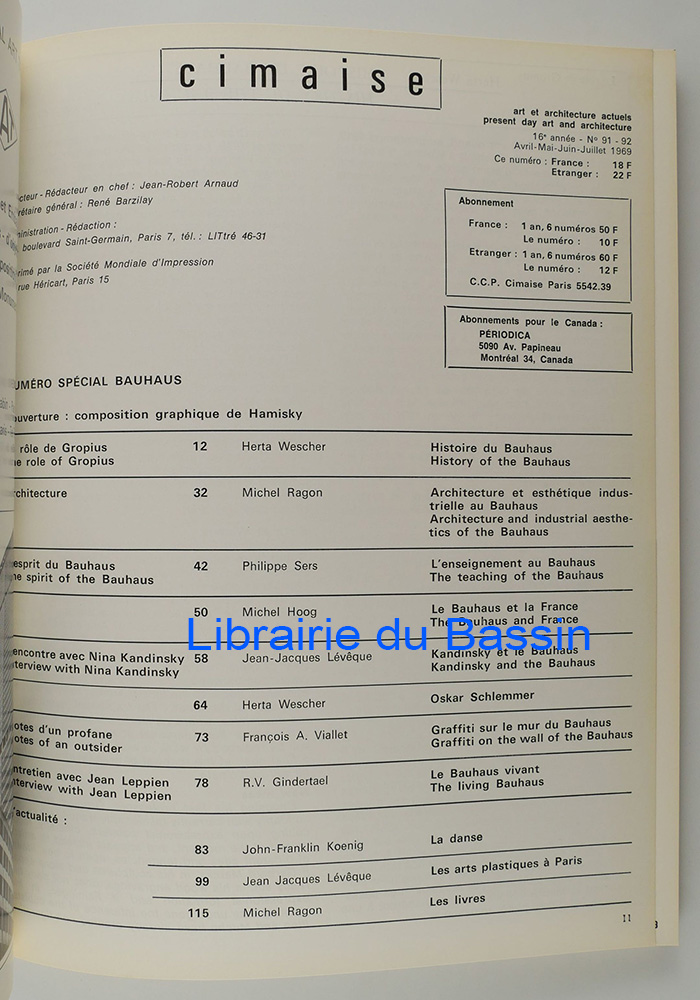 cimaise
art et architecture actuels
present day art and architecture
16e année - No 91 - 92
Avril-Mai-Juin-Juillet 1969
Ce numéro : France : 18 F
Etranger : 22 F
Rédacteur en chef : Jean-Robert Arnaud
général : René Barzilay
Rédaction :
boulevard Saint-Germain, Paris 7, tél. : LITtré 46-31
par la Société Mondiale d'Impression
rue Héricart, Paris 15
Abonnement
France : 1 an, 6 numéros 50 F
Le numéro : 10 F
Etranger : 1 an, 6 numéros 60 F
Le numéro : 12 F
C.C.P. Cimaise Paris 5542.39
Abonnements pour le Canada :
PÉRIODICA
5090 Av. Papineau
Montréal 34, Canada
UMÉRO SPÉCIAL BAUHAUS
ouverture : composition graphique de Hamisky
rôle de Gropius 12 Herta Wescher Histoire du Bauhaus
e role of Gropius History of the Bauhaus
rchitecture 32 Michel Ragon Architecture et esthétique indus-
trielle au Bauhaus
Architecture and industrial aesthe-
tics of the Bauhaus
esprit du Bauhaus 42 Philippe Sers L'enseignement au Bauhaus
he spirit of the Bauhaus The teaching of the Bauhaus
50 Michel Hoog Le Bauhaus et la France
The Bauhaus and France
Librairie du Bassin
encontre avec Nina Kandinsky 58 Jean-Jacques Lévêque Kandinsky et le Bauhaus
nterview with Nina Kandinsky Kandinsky and the Bauhaus
64 Herta Wescher Oskar Schlemmer
otes d'un profane 73 François A. Viallet Graffiti sur le mur du Bauhaus
otes of an outsider Graffiti on the wall of the Bauhaus
ntretien avec Jean Leppien 78 R.V. Gindertael Le Bauhaus vivant
nterview with Jean Leppien The living Bauhaus
'actualité :
83 John-Franklin Koenig La danse
99 Jean Jacques Lévêque Les arts plastiques à Paris
115 Michel Ragon Les livres
11